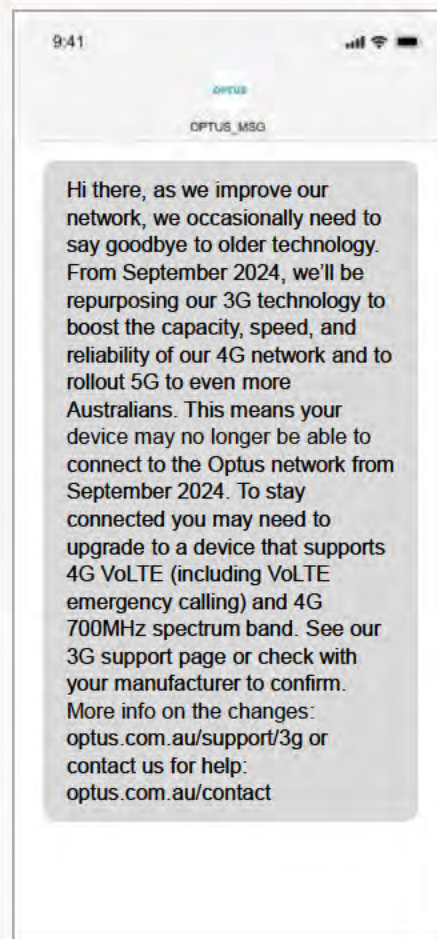 9:41
OPTUS
OPTUS_MSG
Hi there, as we improve our
network, we occasionally need to
say goodbye to older technology.
From September 2024, we’ll be
repurposing our 3G technology to
boost the capacity, speed, and
reliability of our 4G network and to
rollout 5G to even more
Australians. This means your
device may no longer be able to
connect to the Optus network from
September 2024. To stay
connected you may need to
upgrade to a device that supports
4G VoLTE (including VoLTE
emergency calling) and 4G
700MHz spectrum band. See our
3G support page or check with
your manufacturer to confirm.
More info on the changes:
optus.com.au/support/3g or
contact us for help:
optus.com.au/contact